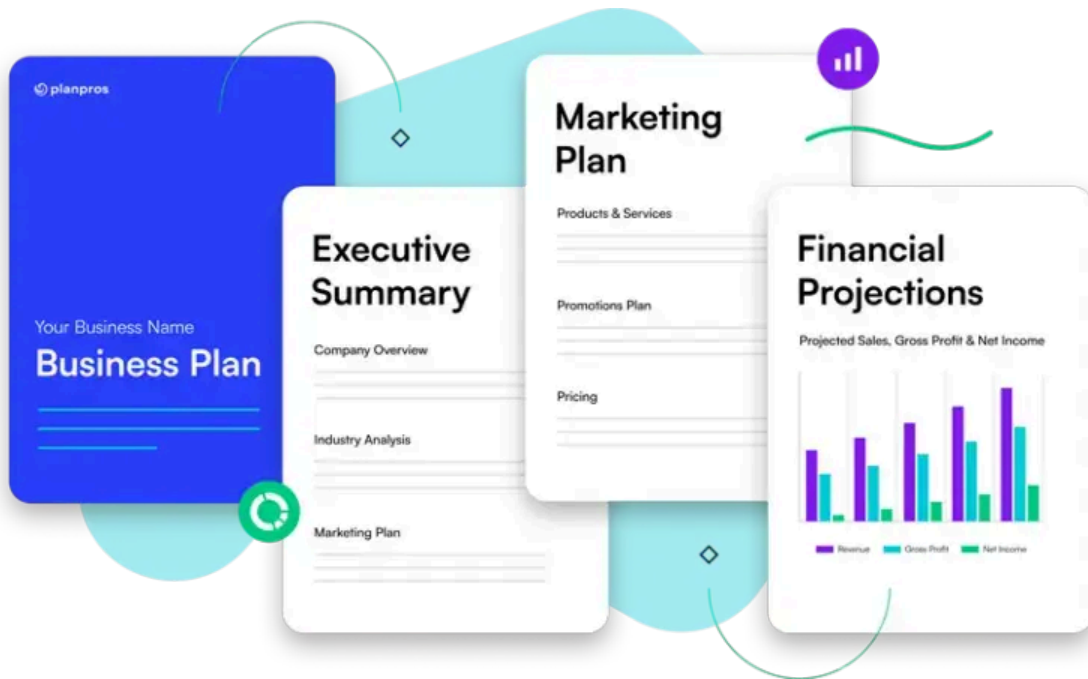 planpros
Your Business Name
Business Plan
Executive
Summary
Company Overview
Industry Analysis
Marketing Plan
Marketing
Plan
Products & Services
Promotions Plan
Pricing
Financial
Projections
Projected Sales, Gross Profit & Net Income
Revenue Gross Profit Net Income